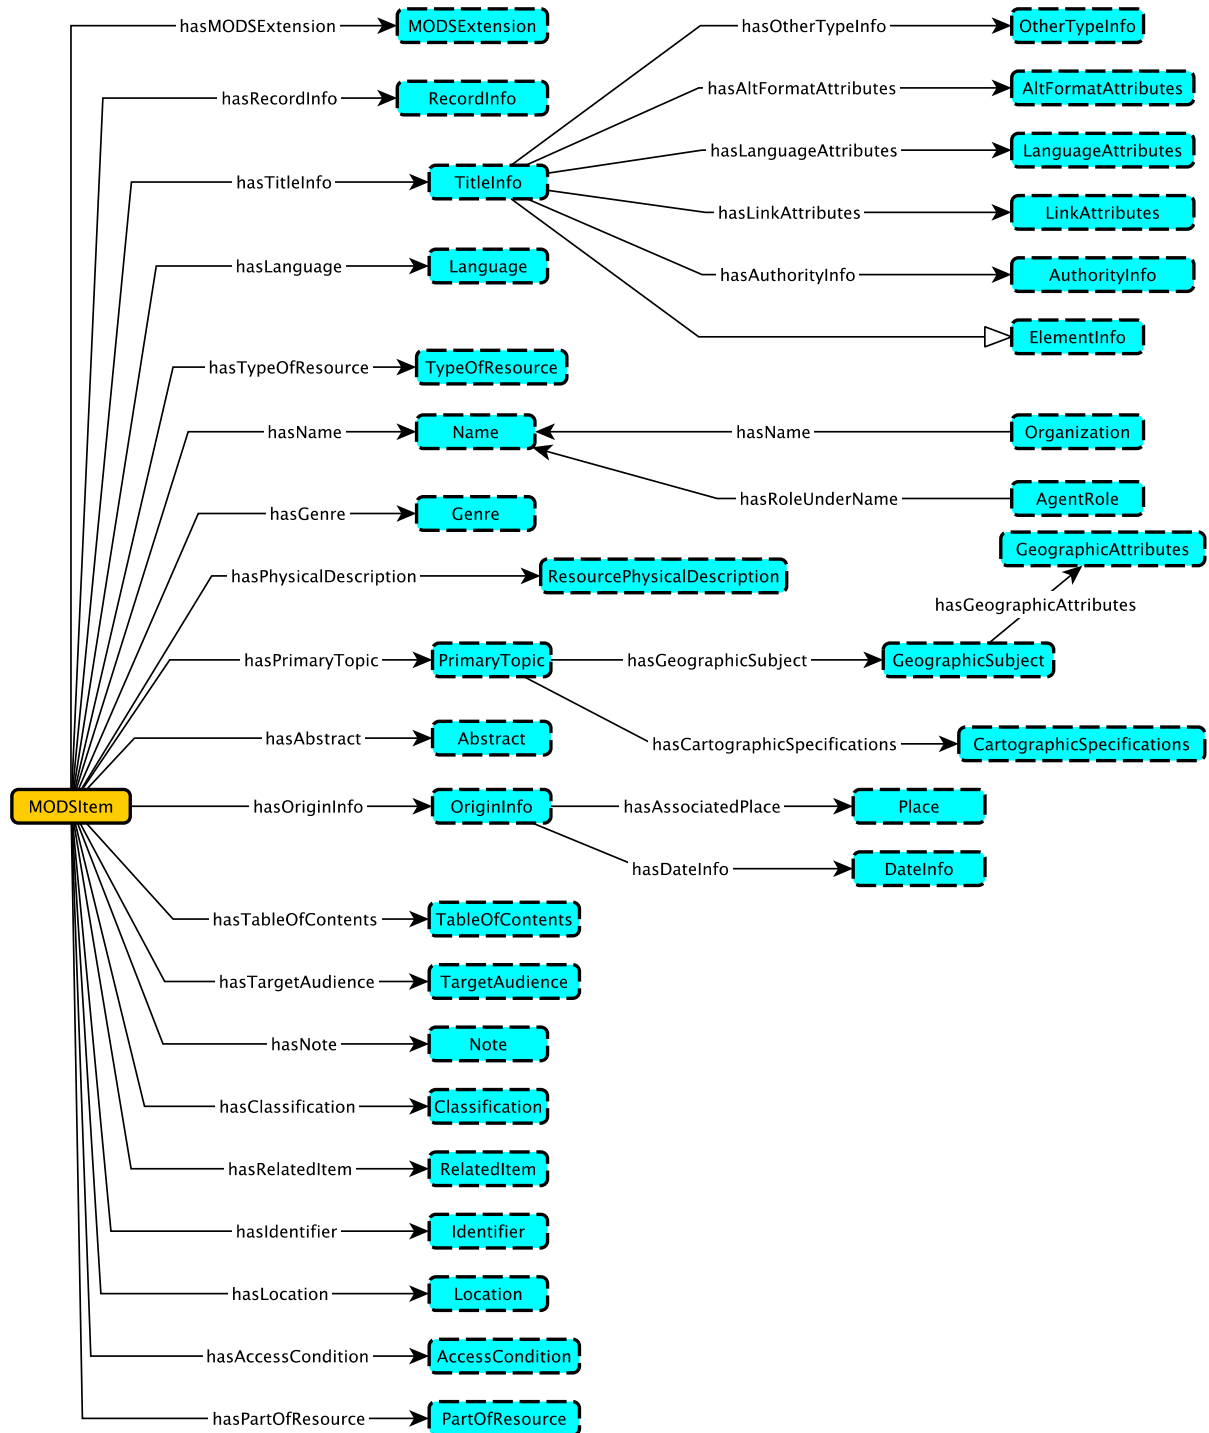 hasMODSExtension MODSExtension hasOtherTypeInfo OtherTypeInfo
hasRecordInfo RecordInfo hasAltFormatAttributes AltFormatAttributes
hasLanguageAttributes LanguageAttributes
hasTitleInfo TitleInfo
hasLinkAttributes LinkAttributes
hasLanguage Language
hasAuthorityInfo AuthorityInfo
ElementInfo
hasTypeOfResource TypeOfResource
hasName Name hasName Organization
hasRoleUnderName AgentRole
hasGenre Genre
GeographicAttributes
hasPhysicalDescription ResourcePhysicalDescription
hasGeographicAttributes
hasPrimaryTopic PrimaryTopic hasGeographicSubject GeographicSubject
hasAbstract Abstract
hasCartographicSpecifications CartographicSpecifications
MODSItem hasOriginInfo OriginInfo hasAssociatedPlace Place
hasDateInfo DateInfo
hasTableOfContents TableOfContents
hasTargetAudience TargetAudience
hasNote Note
hasClassification Classification
hasRelatedItem RelatedItem
hasIdentifier Identifier
hasLocation Location
hasAccessCondition AccessCondition
hasPartOfResource PartOfResource